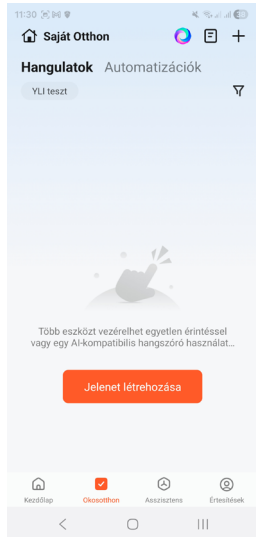 11:30
Saját Otthon
Hangulatok Automatizációk
YLI teszt
Több eszközt vezérelhet egyetlen érintéssel
vagy egy AI-kompatibilis hangszóró használat...
Jelenet létrehozása
Kezdőlap Okosotthon Asszisztens Értesítések